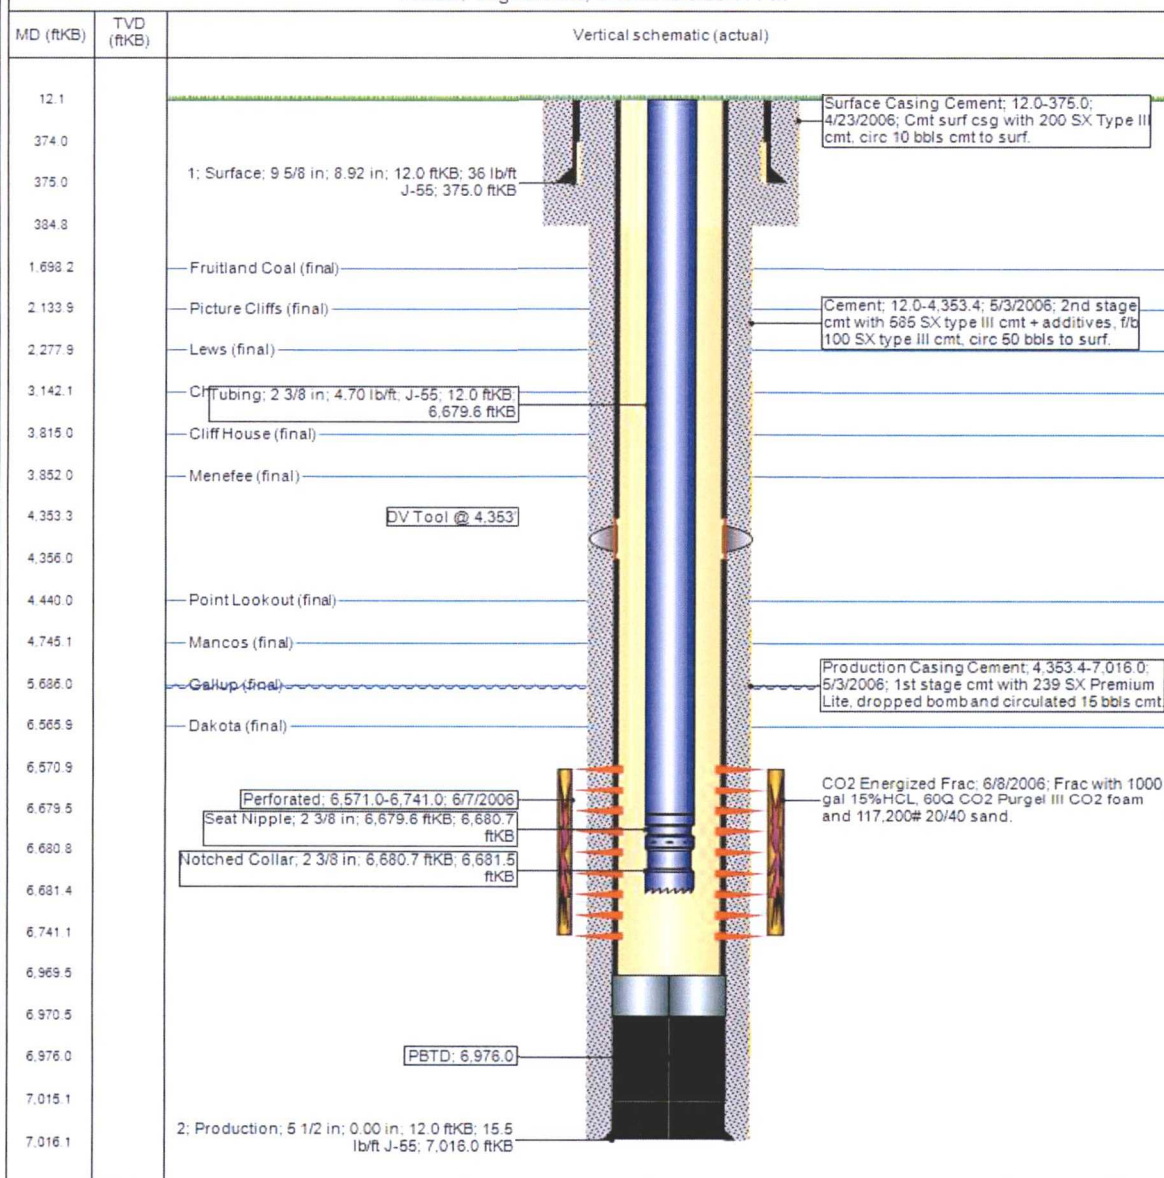 MD (ftKB)
TVD
(ftKB)
Vertical schematic (actual)
12.1
374.0
375.0
384.8
1,698.2
2,133.9
2,277.9
3,142.1
3,815.0
3,852.0
4,353.3
4,356.0
4,440.0
4,745.1
5,686.0
6,565.9
6,570.9
6,679.5
6,680.8
6,681.4
6,741.1
6,969.5
6,970.5
6,976.0
7,015.1
7,016.1
Surface Casing Cement; 12.0-375.0;
4/23/2006; Cmt surf csg with 200 SX Type III
cmt, circ 10 bbls cmt to surf.
1; Surface; 9 5/8 in; 8.92 in; 12.0 ftKB; 36 lb/ft
J-55; 375.0 ftKB
Fruitland Coal (final)
Picture Cliffs (final)
Cement; 12.0-4,353.4; 5/3/2006; 2nd stage
cmt with 585 SX type III cmt + additives, f/b
100 SX type III cmt, circ 50 bbls to surf.
Lews (final)
Tubing; 2 3/8 in; 4.70 lb/ft; J-55; 12.0 ftKB;
6,679.6 ftKB
Cliff House (final)
Menefee (final)
DV Tool @ 4,353'
Point Lookout (final)
Mancos (final)
Production Casing Cement; 4,353.4-7,016.0;
5/3/2006; 1st stage cmt with 239 SX Premium
Lite, dropped bomb and circulated 15 bbls cmt.
Gallup (final)
Dakota (final)
Perforated; 6,571.0-6,741.0; 6/7/2006
CO2 Energized Frac; 6/8/2006; Frac with 1000
gal 15%HCL, 60Q CO2 Purgel III CO2 foam
and 117,200# 20/40 sand.
Seat Nipple; 2 3/8 in; 6,679.6 ftKB; 6,680.7
ftKB
Notched Collar; 2 3/8 in; 6,680.7 ftKB; 6,681.5
ftKB
PBTD; 6,976.0
2; Production; 5 1/2 in; 0.00 in; 12.0 ftKB; 15.5
lb/ft J-55; 7,016.0 ftKB